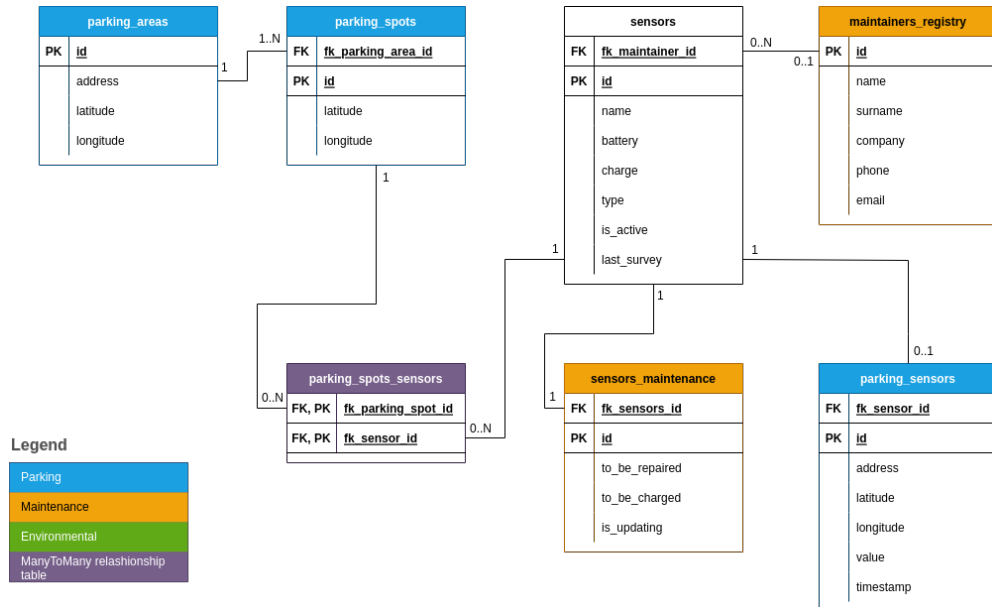 parking_areas
PK id
address
latitude
longitude
1
1..N
parking_spots
FK fk_parking_area_id
PK id
latitude
longitude
1
sensors
FK fk_maintainer_id
PK id
name
battery
charge
type
is_active
last_survey
0..N
0..1
maintainers_registry
PK id
name
surname
company
phone
email
1
1
1
0..N
parking_spots_sensors
FK, PK fk_parking_spot_id
FK, PK fk_sensor_id
0..N
1
sensors_maintenance
FK fk_sensors_id
PK id
to_be_repaired
to_be_charged
is_updating
0..1
parking_sensors
FK fk_sensor_id
PK id
address
latitude
longitude
value
timestamp
Legend
Parking
Maintenance
Environmental
ManyToMany relashionship
table